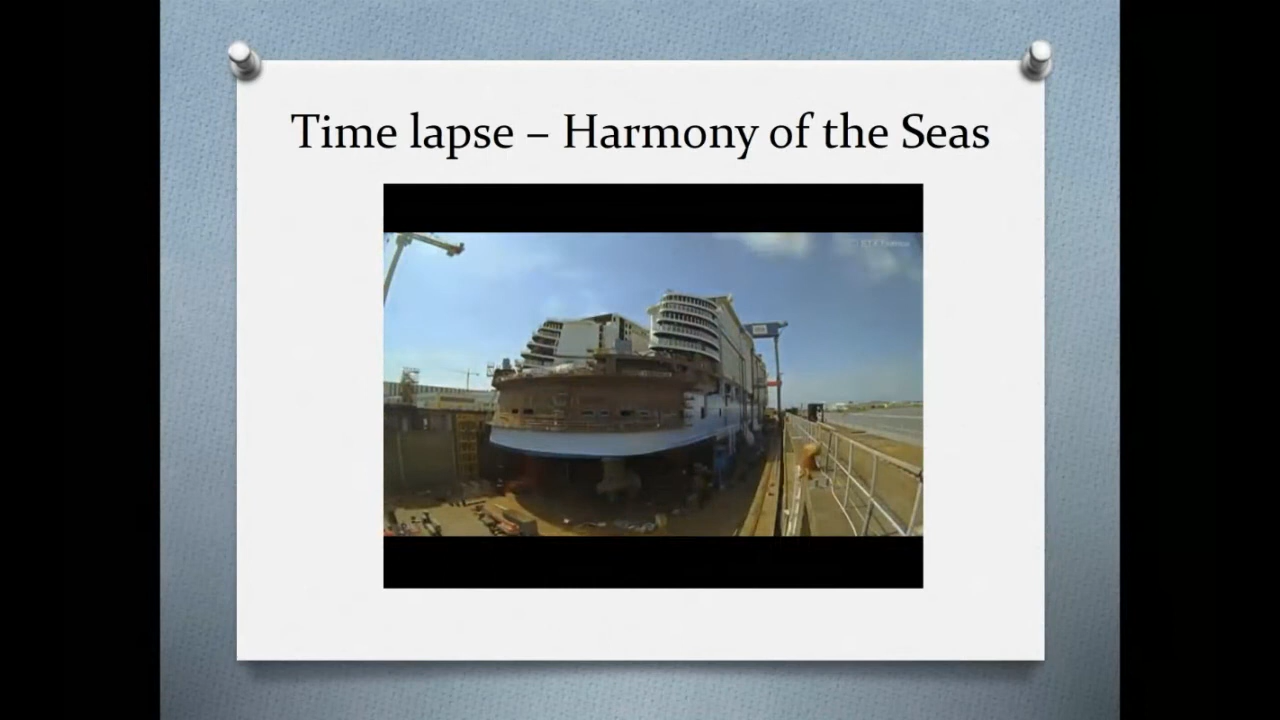 Time lapse – Harmony of the Seas